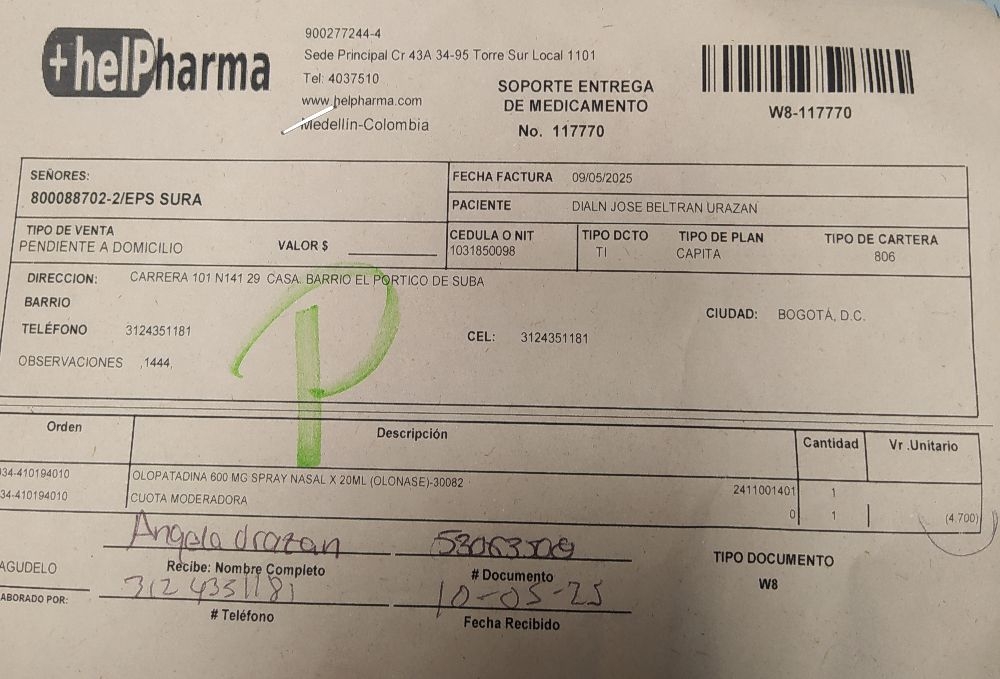 +helPharma
900277244-4
Sede Principal Cr 43A 34-95 Torre Sur Local 1101
Tel: 4037510
www.helpharma.com
Medellín-Colombia
SOPORTE ENTREGA
DE MEDICAMENTO
No. 117770
W8-117770
SEÑORES:
800088702-2/EPS SURA
FECHA FACTURA 09/05/2025
PACIENTE DIALN JOSE BELTRAN URAZAN
TIPO DE VENTA
PENDIENTE A DOMICILIO
VALOR $
CEDULA O NIT
1031850098
TIPO DCTO
TI
TIPO DE PLAN
CAPITA
TIPO DE CARTERA
806
DIRECCION: CARRERA 101 N141 29 CASA. BARRIO EL PORTICO DE SUBA
BARRIO
CIUDAD: BOGOTÁ, D.C.
TELÉFONO 3124351181
CEL: 3124351181
OBSERVACIONES ,1444,
P
Orden Descripción Cantidad Vr .Unitario
34-410194010 OLOPATADINA 600 MG SPRAY NASAL X 20ML (OLONASE)-30082 2411001401 1
34-410194010 CUOTA MODERADORA 0 1 (4.700)
Angela Urazan
Recibe: Nombre Completo
# Documento
TIPO DOCUMENTO
W8
AGUDELO
ABORADO POR:
3124351181
# Teléfono
10-05-25
Fecha Recibido